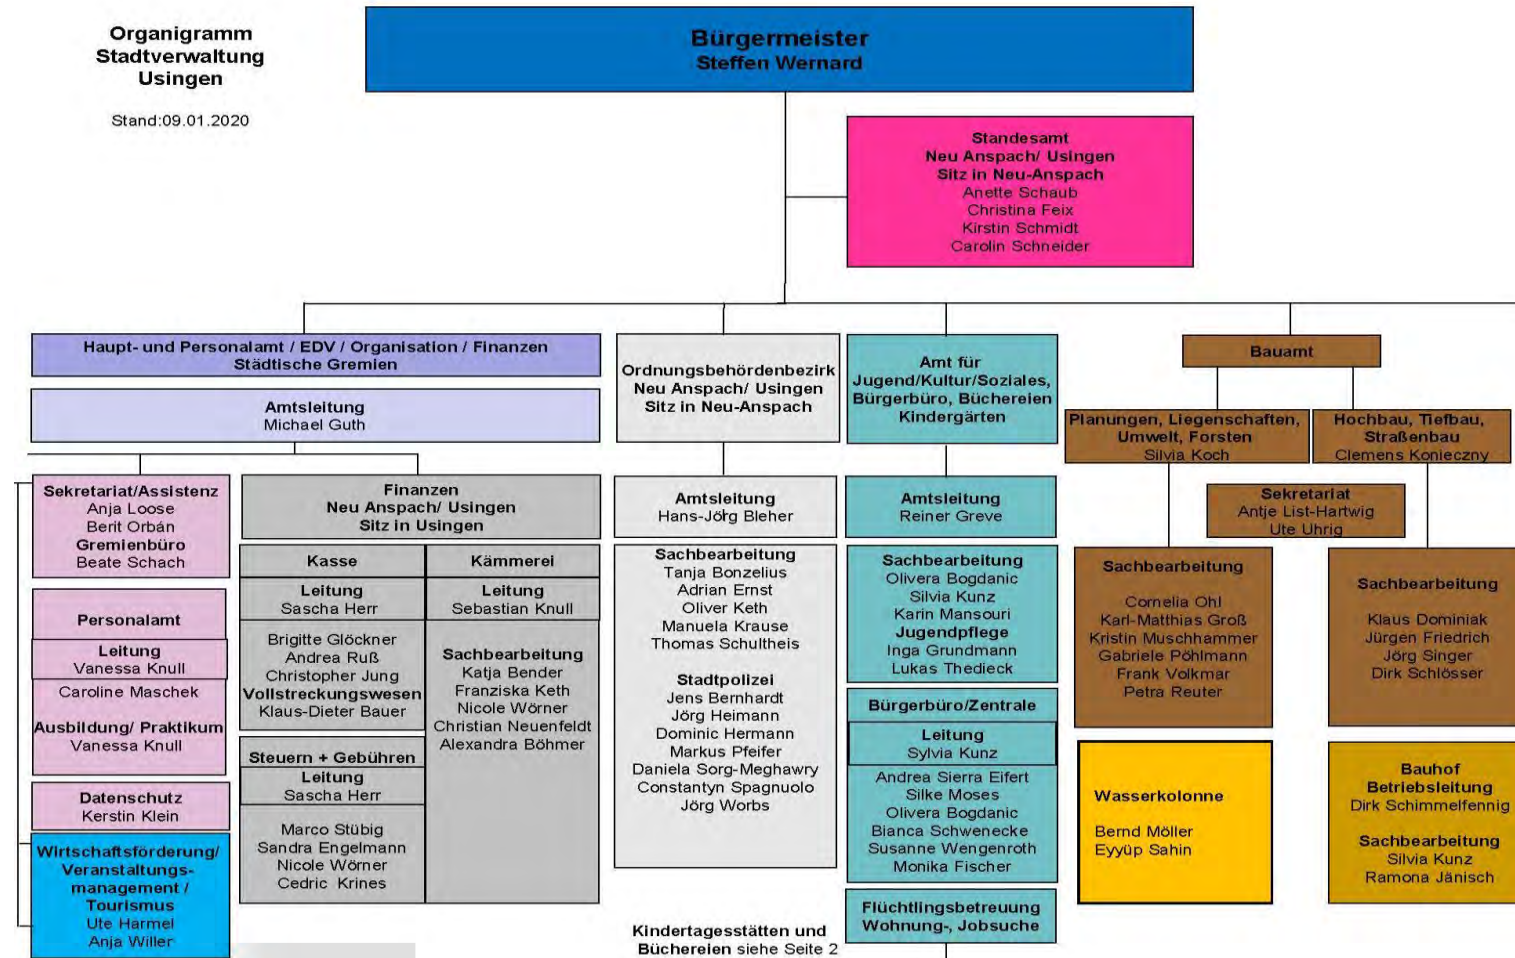 Organigramm
Stadtverwaltung
Usingen
Stand:09.01.2020
Bürgermeister
Steffen Wernard
Standesamt
Neu Anspach/ Usingen
Sitz in Neu-Anspach
Anette Schaub
Christina Feix
Kirstin Schmidt
Carolin Schneider
Haupt- und Personalamt / EDV / Organisation / Finanzen
Städtische Gremien
Amtsleitung
Michael Guth
Sekretariat/Assistenz
Anja Loose
Berit Orbán
Gremienbüro
Beate Schach
Personalamt
Leitung
Vanessa Knull
Caroline Maschek
Ausbildung/ Praktikum
Vanessa Knull
Datenschutz
Kerstin Klein
Wirtschaftsförderung/
Veranstaltungs-
management /
Tourismus
Ute Harmel
Anja Willer
Finanzen
Neu Anspach/ Usingen
Sitz in Usingen
Kasse
Leitung
Sascha Herr
Brigitte Glöckner
Andrea Ruß
Christopher Jung
Vollstreckungswesen
Klaus-Dieter Bauer
Steuern + Gebühren
Leitung
Sascha Herr
Marco Stübig
Sandra Engelmann
Nicole Wörner
Cedric Krines
Kämmerei
Leitung
Sebastian Knull
Sachbearbeitung
Katja Bender
Franziska Keth
Nicole Wörner
Christian Neuenfeldt
Alexandra Böhmer
Ordnungsbehördenbezirk
Neu Anspach/ Usingen
Sitz in Neu-Anspach
Amtsleitung
Hans-Jörg Bleher
Sachbearbeitung
Tanja Bonzelius
Adrian Ernst
Oliver Keth
Manuela Krause
Thomas Schultheis
Stadtpolizei
Jens Bernhardt
Jörg Heimann
Dominic Hermann
Markus Pfeifer
Daniela Sorg-Meghawry
Constantyn Spagnuolo
Jörg Worbs
Kindertagesstätten und
Büchereien siehe Seite 2
Amt für
Jugend/Kultur/Soziales,
Bürgerbüro, Büchereien
Kindergärten
Amtsleitung
Reiner Greve
Sachbearbeitung
Olivera Bogdanic
Silvia Kunz
Karin Mansouri
Jugendpflege
Inga Grundmann
Lukas Thedieck
Bürgerbüro/Zentrale
Leitung
Sylvia Kunz
Andrea Sierra Eifert
Silke Moses
Olivera Bogdanic
Bianca Schwenecke
Susanne Wengenroth
Monika Fischer
Flüchtlingsbetreuung
Wohnung-, Jobsuche
Bauamt
Planungen, Liegenschaften,
Umwelt, Forsten
Silvia Koch
Hochbau, Tiefbau,
Straßenbau
Clemens Konieczny
Sekretariat
Antje List-Hartwig
Ute Uhrig
Sachbearbeitung
Cornelia Ohl
Karl-Matthias Groß
Kristin Muschhammer
Gabriele Pöhlmann
Frank Volkmar
Petra Reuter
Wasserkolonne
Bernd Möller
Eyyüp Sahin
Sachbearbeitung
Klaus Dominiak
Jürgen Friedrich
Jörg Singer
Dirk Schlösser
Bauhof
Betriebsleitung
Dirk Schimmelfennig
Sachbearbeitung
Silvia Kunz
Ramona Jänisch